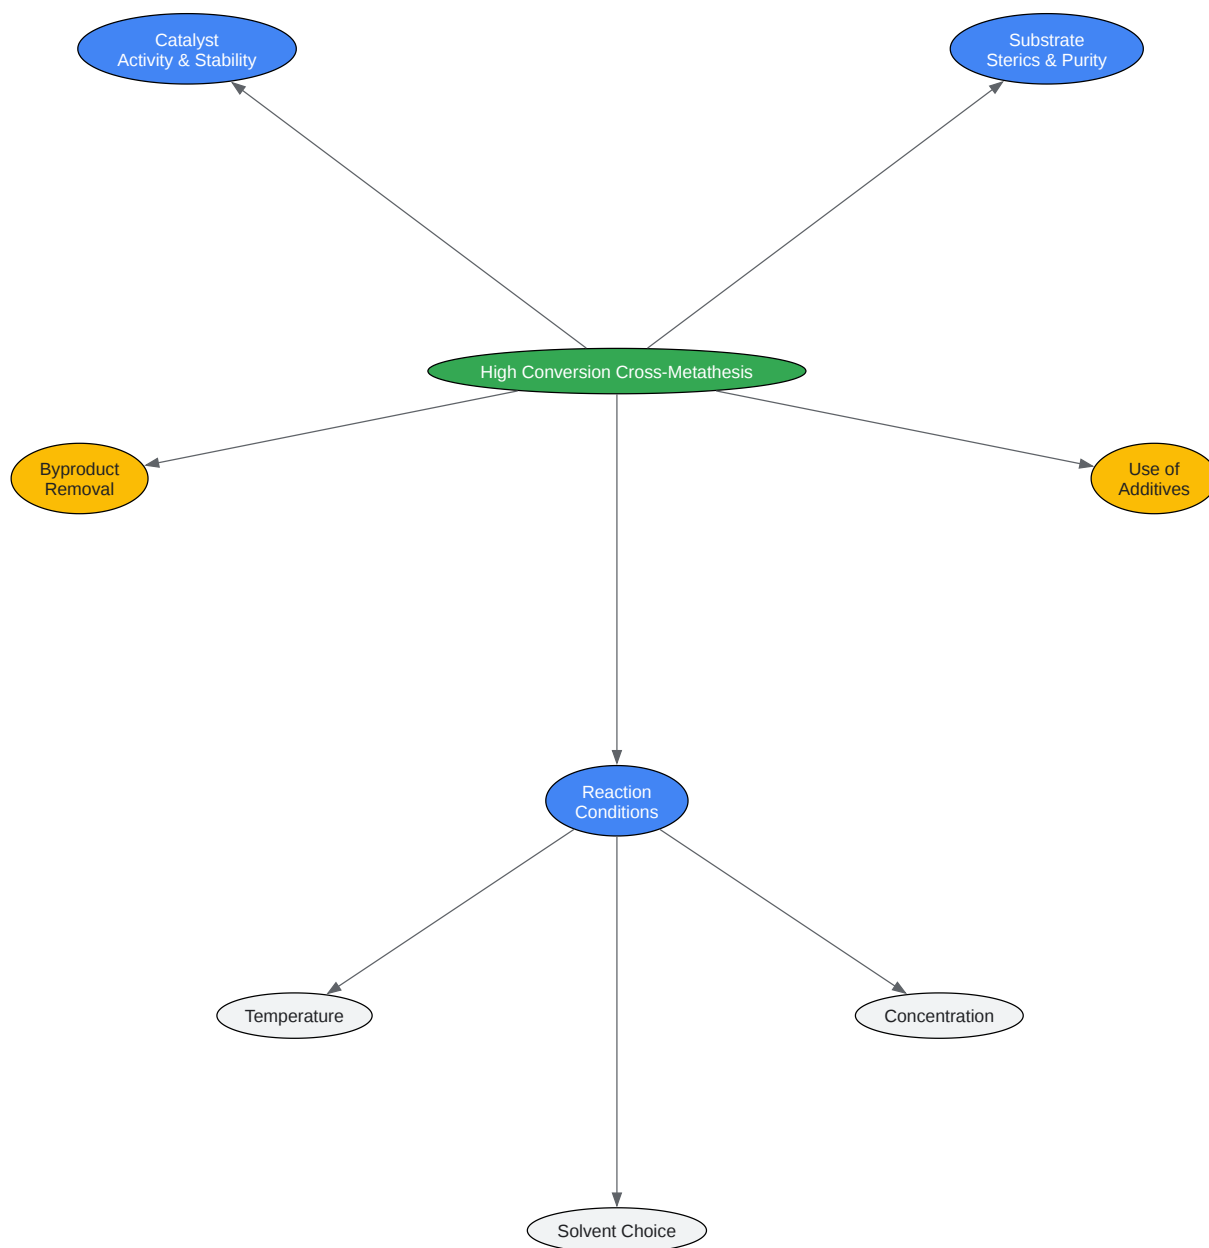 Catalyst
Activity & Stability
Substrate
Sterics & Purity
High Conversion Cross-Metathesis
Byproduct
Removal
Use of
Additives
Reaction
Conditions
Temperature
Concentration
Solvent Choice